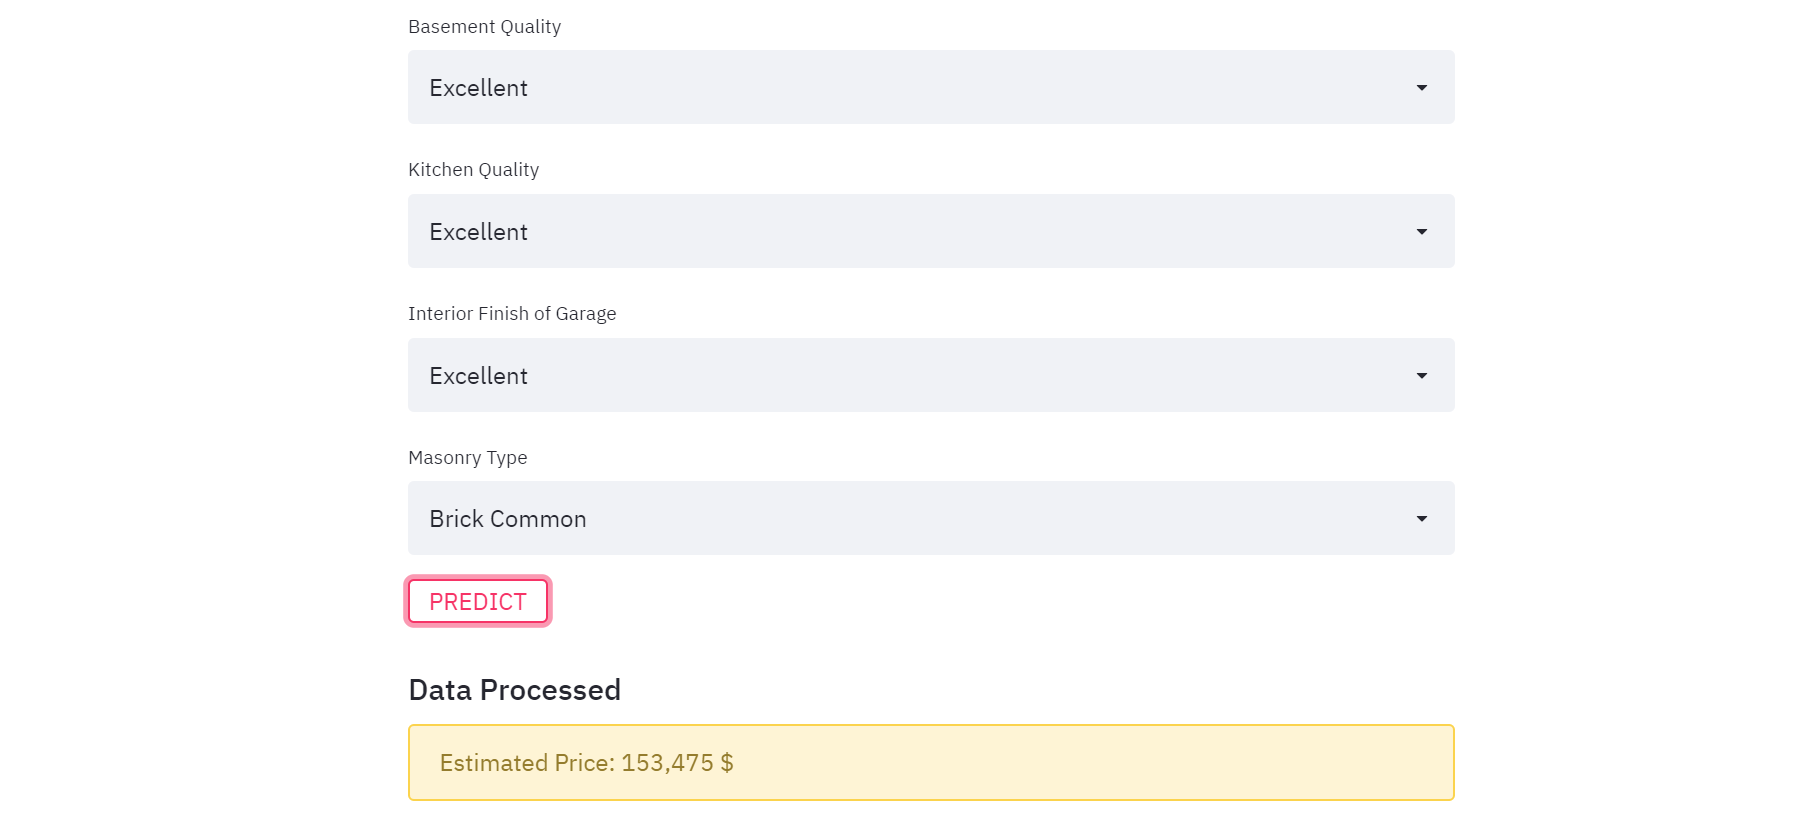 Basement Quality
Excellent
Kitchen Quality
Excellent
Interior Finish of Garage
Excellent
Masonry Type
Brick Common
PREDICT
Data Processed
Estimated Price: 153,475 $